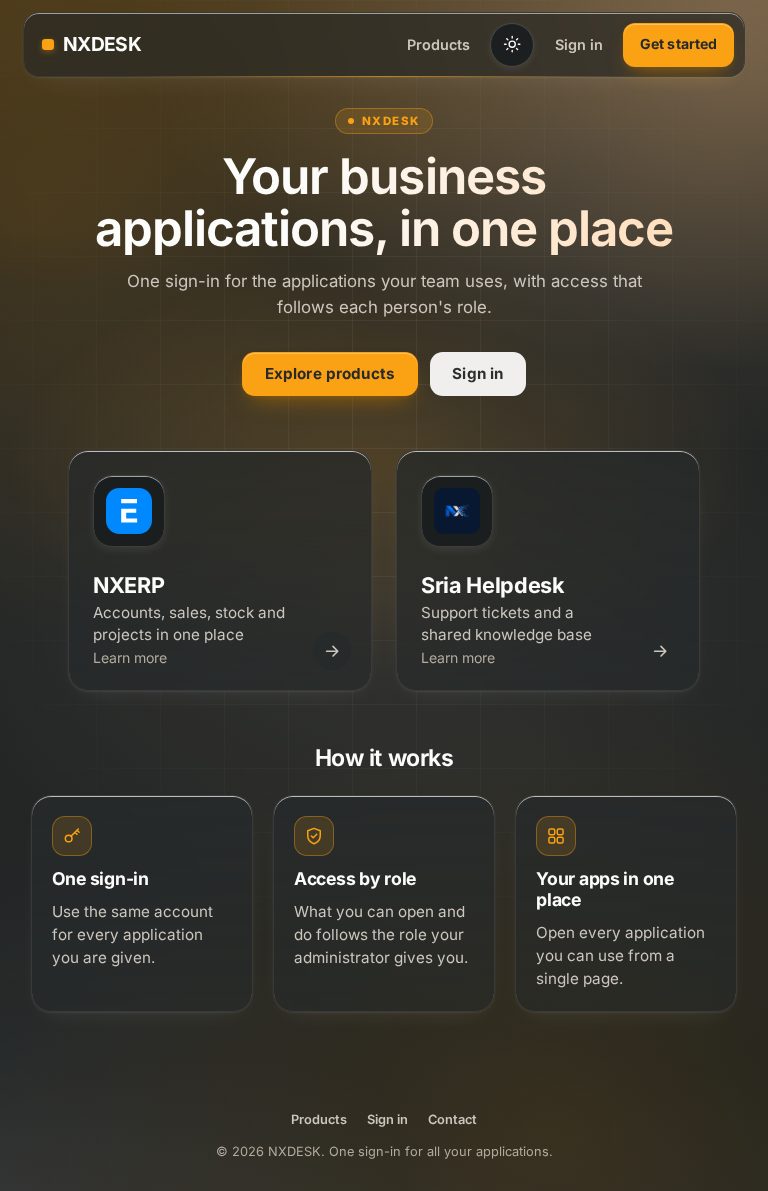 NXDESK
Products
Sign in
Get started
NXDESK
Your business
applications, in one place
One sign-in for the applications your team uses, with access that
follows each person's role.
Explore products
Sign in
E
NXERP
Accounts, sales, stock and
projects in one place
Learn more
NX
Sria Helpdesk
Support tickets and a
shared knowledge base
Learn more
How it works
One sign-in
Use the same account
for every application
you are given.
Access by role
What you can open and
do follows the role your
administrator gives you.
Your apps in one
place
Open every application
you can use from a
single page.
Products
Sign in
Contact
© 2026 NXDESK. One sign-in for all your applications.